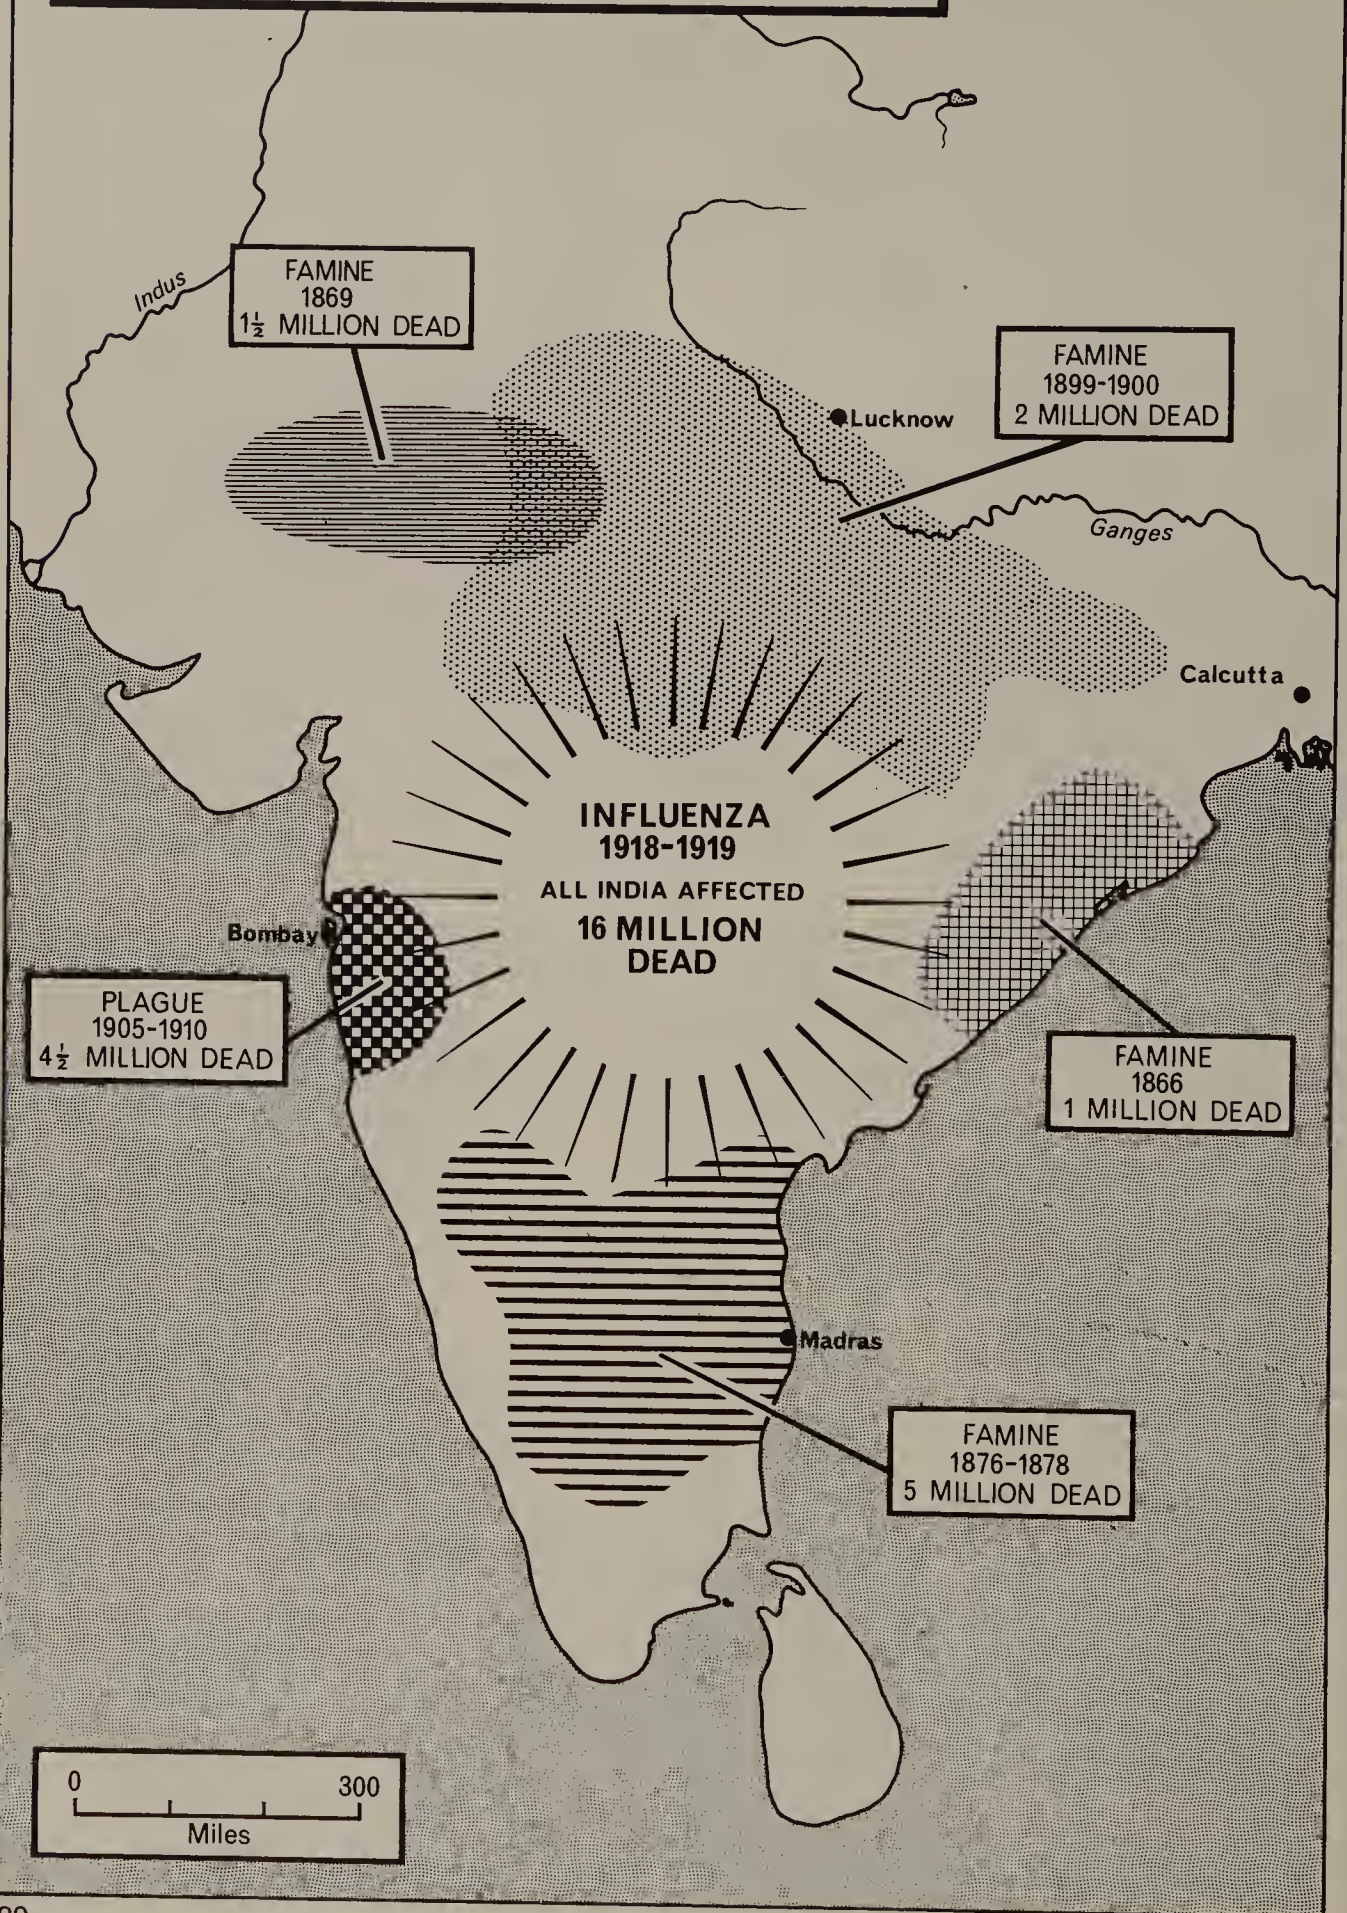 Indus
FAMINE
1869
1½ MILLION DEAD
FAMINE
1899-1900
2 MILLION DEAD
Lucknow
Ganges
Calcutta
INFLUENZA
1918-1919
ALL INDIA AFFECTED
16 MILLION
DEAD
Bombay
PLAGUE
1905-1910
4½ MILLION DEAD
FAMINE
1866
1 MILLION DEAD
Madras
FAMINE
1876-1878
5 MILLION DEAD
0 300
Miles